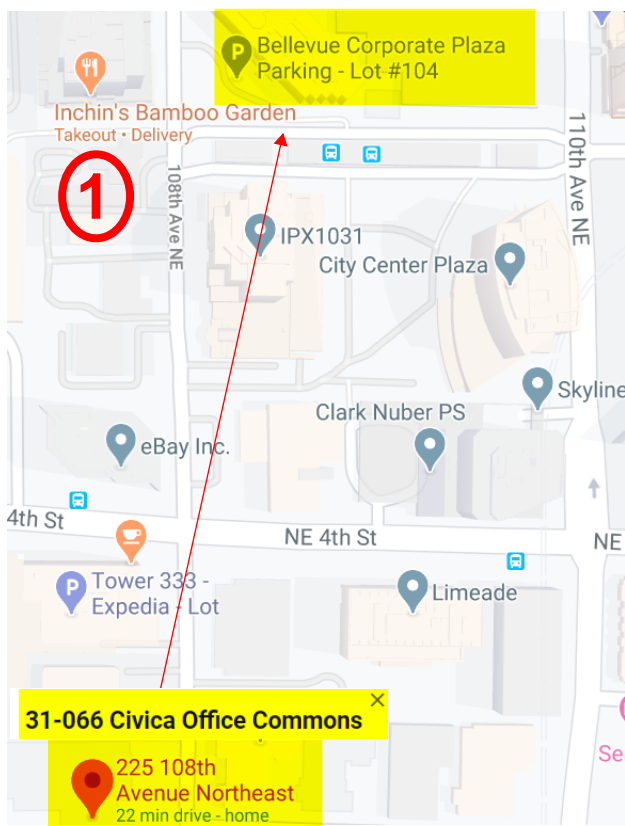 P
Bellevue Corporate Plaza
Parking - Lot #104
Inchin's Bamboo Garden
Takeout • Delivery
110th Ave NE
108th Ave NE
1
IPX1031
City Center Plaza
Skyline
Clark Nuber PS
eBay Inc.
4th St
NE 4th St
NE
P
Tower 333 -
Expedia - Lot
Limeade
31-066 Civica Office Commons
Se
225 108th
Avenue Northeast
22 min drive - home